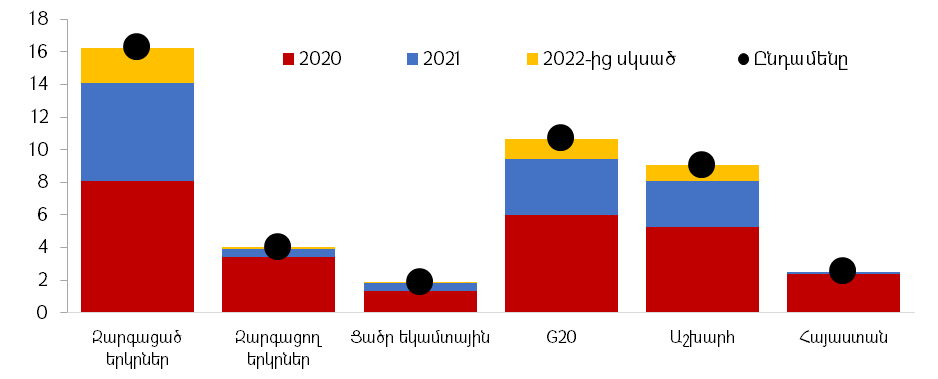 18
16
14
12
10
8
6
4
2
0
2020 2021 2022-ից սկսած Ընդամենը
Զարգացած երկրներ
Զարգացող երկրներ
Ցածր եկամտային
G20
Աշխարհ
Հայաստան